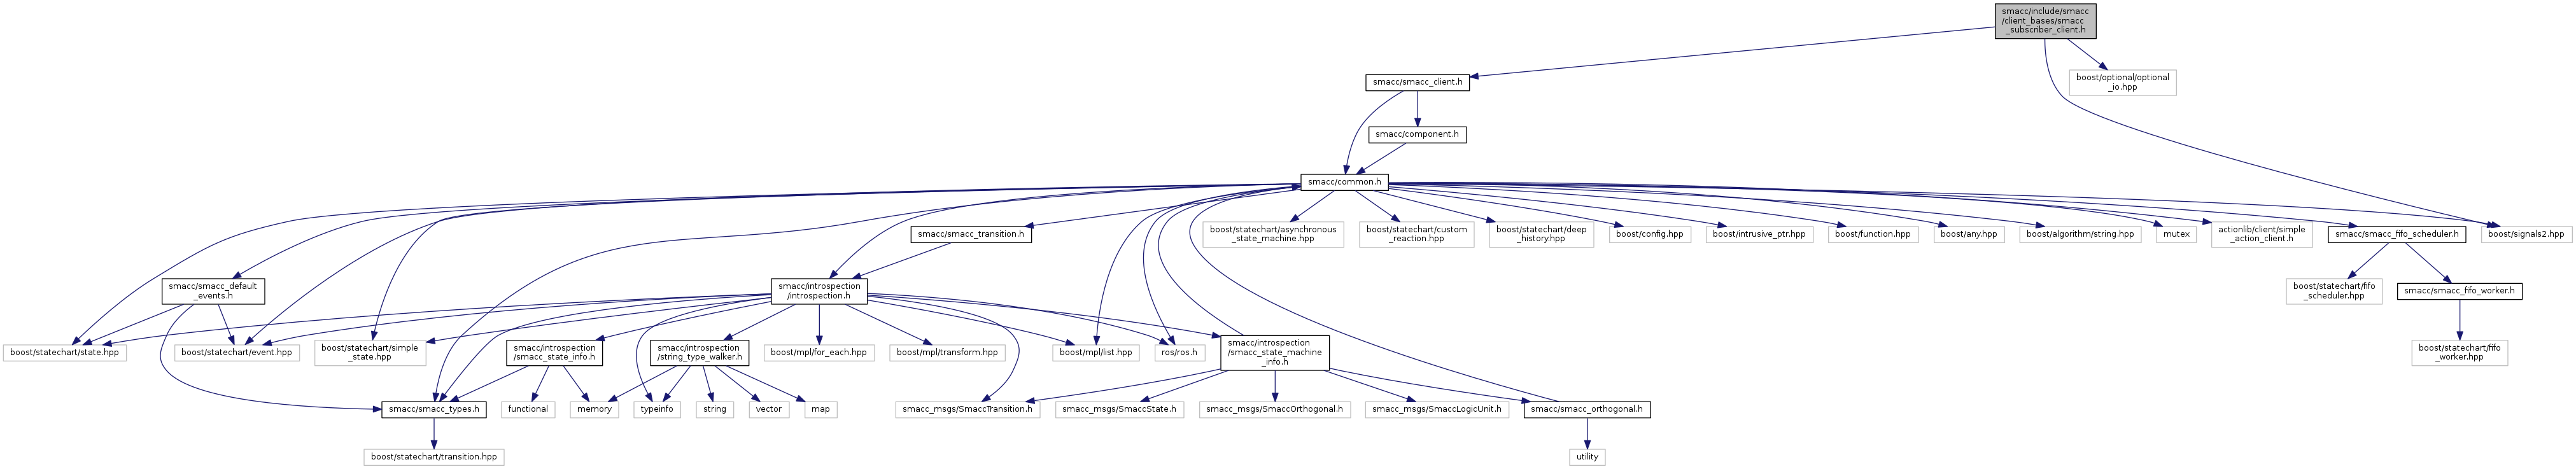 smacc/include/smacc
/client_bases/smacc
_subscriber_client.h
smacc/smacc_client.h
boost/optional/optional
_io.hpp
smacc/component.h
smacc/common.h
smacc/smacc_transition.h
boost/statechart/asynchronous
_state_machine.hpp
boost/statechart/custom
_reaction.hpp
boost/statechart/deep
_history.hpp
boost/config.hpp
boost/intrusive_ptr.hpp
boost/function.hpp
boost/any.hpp
boost/algorithm/string.hpp
mutex
actionlib/client/simple
_action_client.h
smacc/smacc_fifo_scheduler.h
boost/signals2.hpp
smacc/smacc_default
_events.h
smacc/introspection
/introspection.h
boost/statechart/fifo
_scheduler.hpp
smacc/smacc_fifo_worker.h
boost/statechart/state.hpp
boost/statechart/event.hpp
boost/statechart/simple
_state.hpp
smacc/introspection
/smacc_state_info.h
smacc/introspection
/string_type_walker.h
boost/mpl/for_each.hpp
boost/mpl/transform.hpp
boost/mpl/list.hpp
ros/ros.h
smacc/introspection
/smacc_state_machine
_info.h
boost/statechart/fifo
_worker.hpp
smacc/smacc_types.h
functional
memory
typeinfo
string
vector
map
smacc_msgs/SmaccTransition.h
smacc_msgs/SmaccState.h
smacc_msgs/SmaccOrthogonal.h
smacc_msgs/SmaccLogicUnit.h
smacc/smacc_orthogonal.h
boost/statechart/transition.hpp
utility